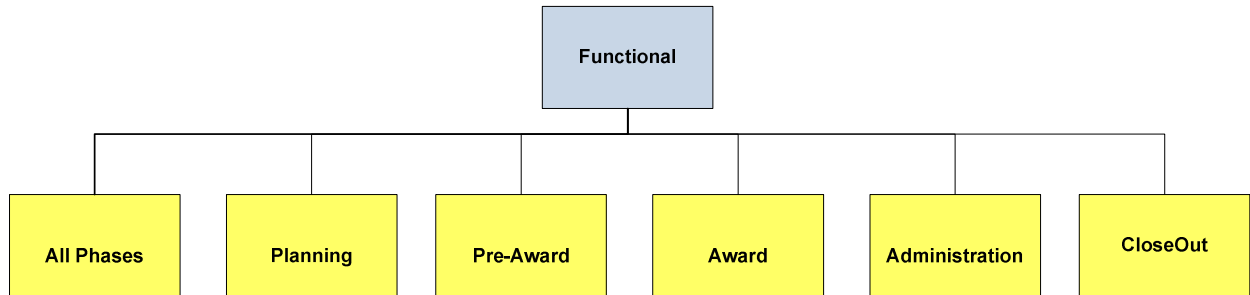 Functional
All Phases
Planning
Pre-Award
Award
Administration
CloseOut